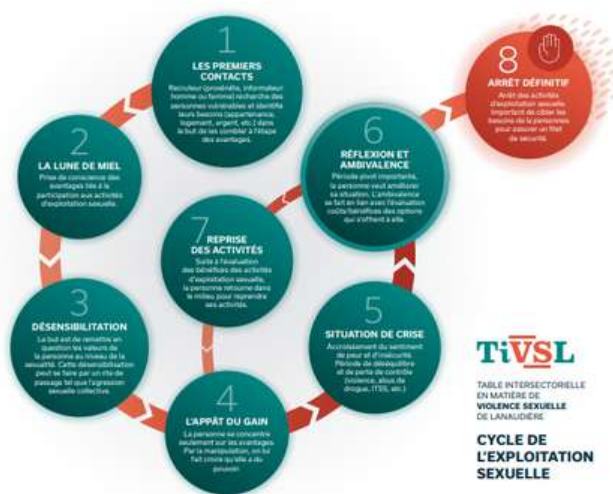 1
LES PREMIERS
CONTACTS
Recruteur (proxénète, informateur
homme ou femme) recherche des
personnes vulnérables et identifie
leurs besoins (appartenance,
logement, argent, etc.) dans
le but de les combler à l'étape
des avantages.
2
LA LUNE DE MIEL
Prise de conscience des
avantages liés à la
participation aux activités
d'exploitation sexuelle.
3
DÉSENSIBILITATION
Le but est de remettre en
question les valeurs de
la personne au niveau de la
sexualité. Cette désensibilisation
peut se faire par un rite de
passage tel que l'agression
sexuelle collective.
4
L'APPÂT DU GAIN
La personne se concentre
seulement sur les avantages.
Par la manipulation, on lui
fait croire qu'elle a du
pouvoir.
5
SITUATION DE CRISE
Accroissement du sentiment
de peur et d'insécurité.
Période de déséquilibre
et de perte de contrôle
(violence, abus de
drogue, ITSS, etc.)
6
RÉFLEXION ET
AMBIVALENCE
Période pivot importante,
la personne veut améliorer
sa situation. L'ambivalence
se fait en lien avec l'évaluation
coûts/bénéfices des options
qui s'offrent à elle.
7
REPRISE
DES ACTIVITÉS
Suite à l'évaluation
des bénéfices des activités
d'exploitation sexuelle,
la personne retourne dans
le milieu pour reprendre
ses activités.
8
ARRÊT DÉFINITIF
Arrêt des activités
d'exploitation sexuelle.
Important de cibler les
besoins de la personnes
pour assurer un filet
de sécurité.
TiVSL
TABLE INTERSECTORIELLE
EN MATIÈRE DE
VIOLENCE SEXUELLE
DE LANAUDIÈRE
CYCLE DE
L'EXPLOITATION
SEXUELLE